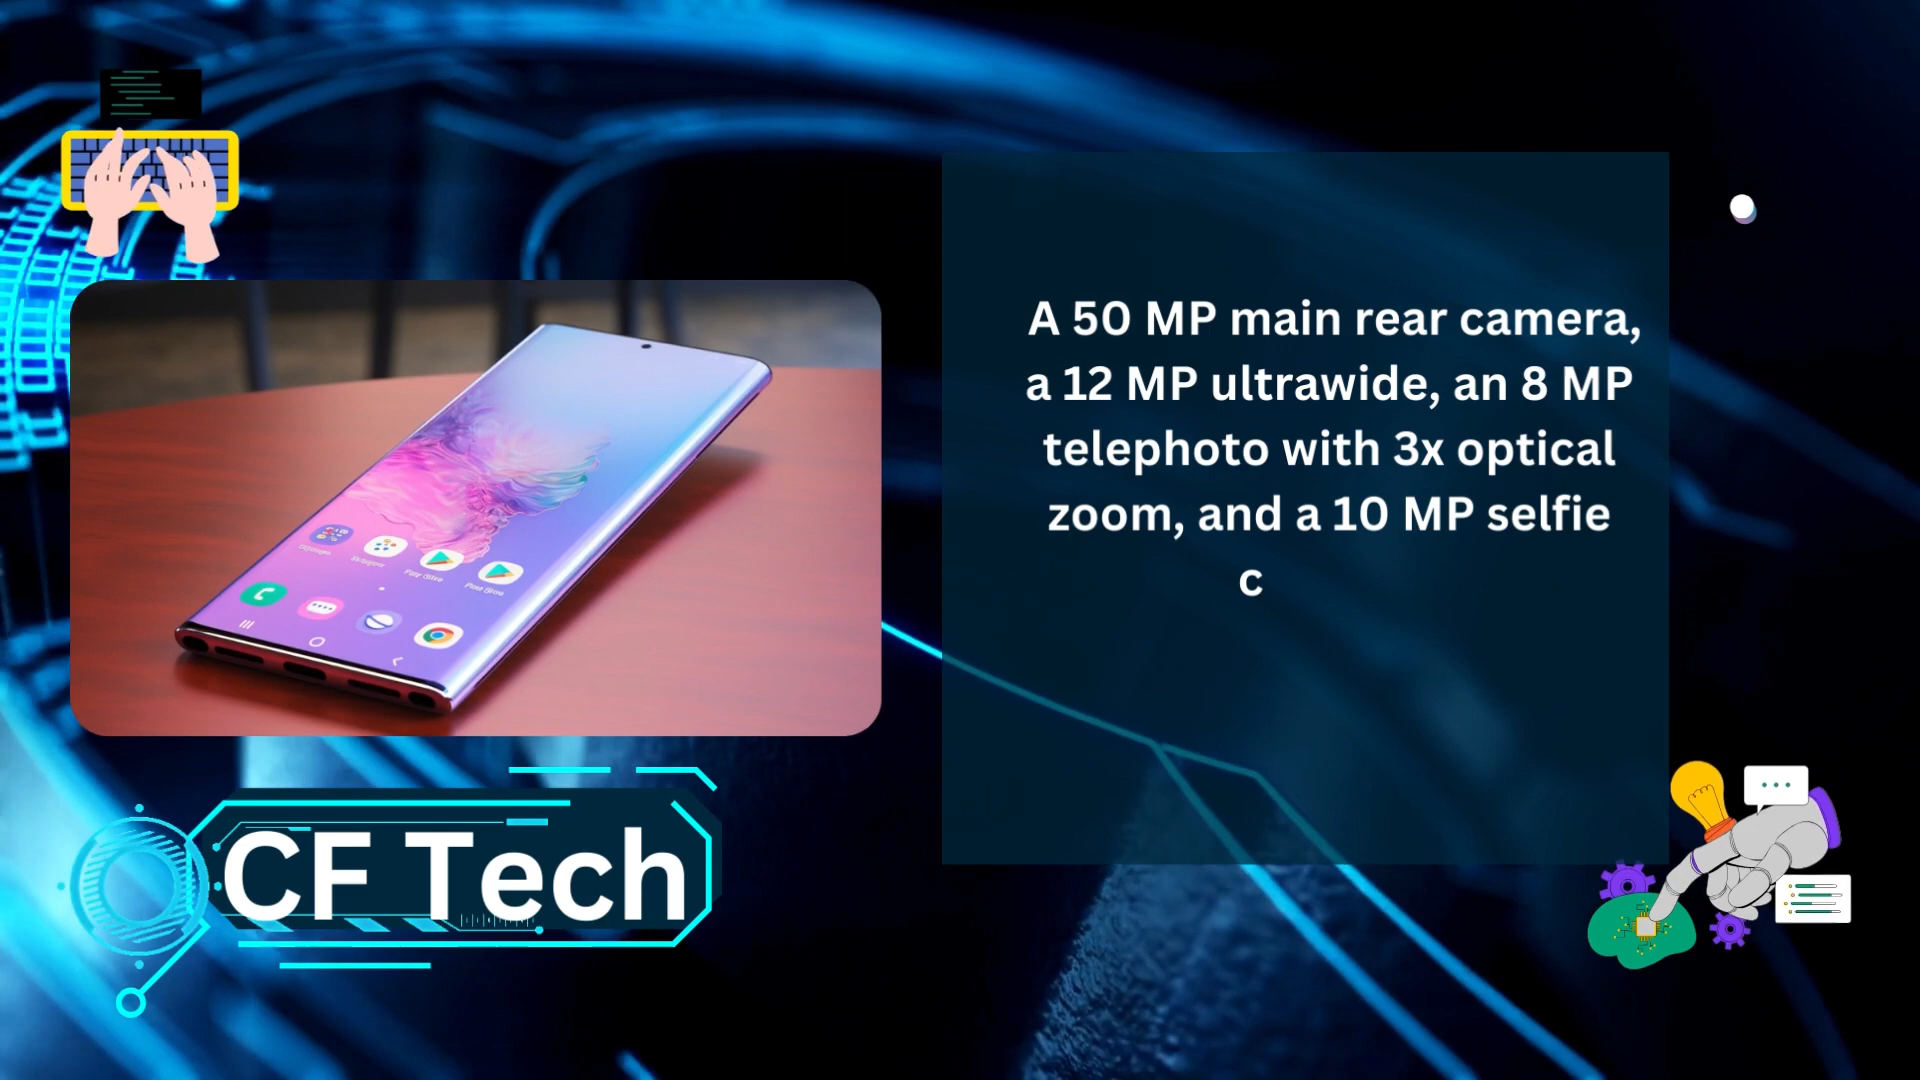 A 50 MP main rear camera,
a 12 MP ultrawide, an 8 MP
telephoto with 3x optical
zoom, and a 10 MP selfie
c
CF Tech